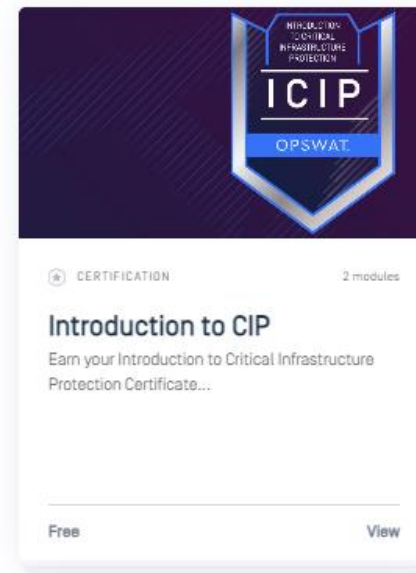 INTRODUCTION
TO CRITICAL
INFRASTRUCTURE
PROTECTION
ICIP
OPSWAT.
CERTIFICATION
2 modules
Introduction to CIP
Earn your Introduction to Critical Infrastructure
Protection Certificate...
Free
View